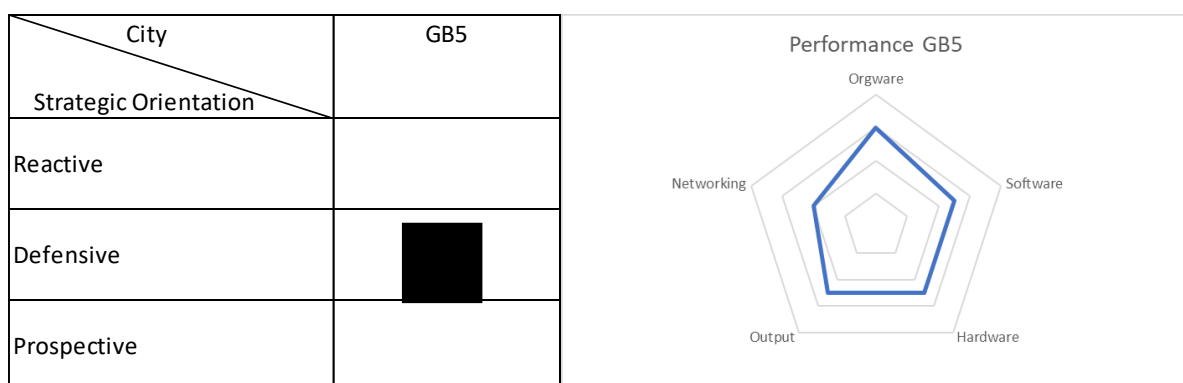 City
GB5
Strategic Orientation
Reactive
Defensive
Prospective
Performance GB5
Orgware
Networking
Software
Output
Hardware